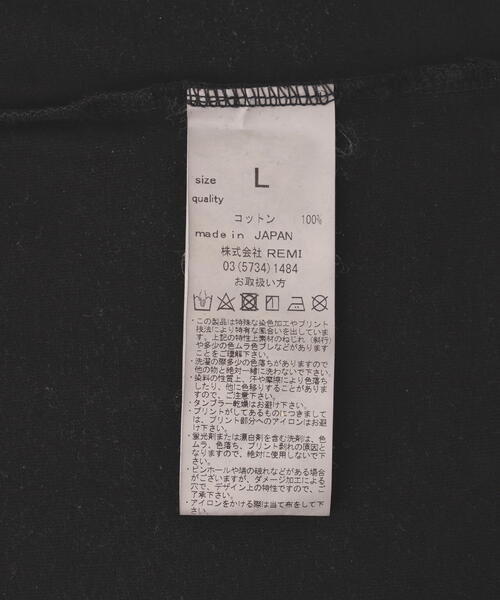 size L
quality
コットン 100%
made in JAPAN
株式会社 REMI
03(5734)1484
お取扱い方
・この製品は特殊な染色加工やプリント
技法により特有な風合いを出していま
す。上記の特性上素材のねじれ(斜行)
や多少の色ムラ色ブレなどがあります
ことをご理解下さい。
・洗濯の際多少の色落ちがありますので
他の物と絶対一緒に洗わないで下さい。
・染料の性質上、汗や摩擦により色落ち
したり、他に色移りすることがありま
すので、ご注意下さい。
・タンブラー乾燥はお避け下さい。
・プリントがしてあるものにつきまして
は、プリント部分へのアイロンはお避
け下さい。
・蛍光剤または漂白剤を含む洗剤は、色
ムラ、色落ち、プリント剥れの原因と
なりますので、絶対に使用しないで下
さい。
・ピンホールや端の破れなどがある場合
がございますが、ダメージ加工による
穴で、デザイン上の特性ですので、ご
了承下さい。
・アイロンをかける際は当て布をして下
さい。